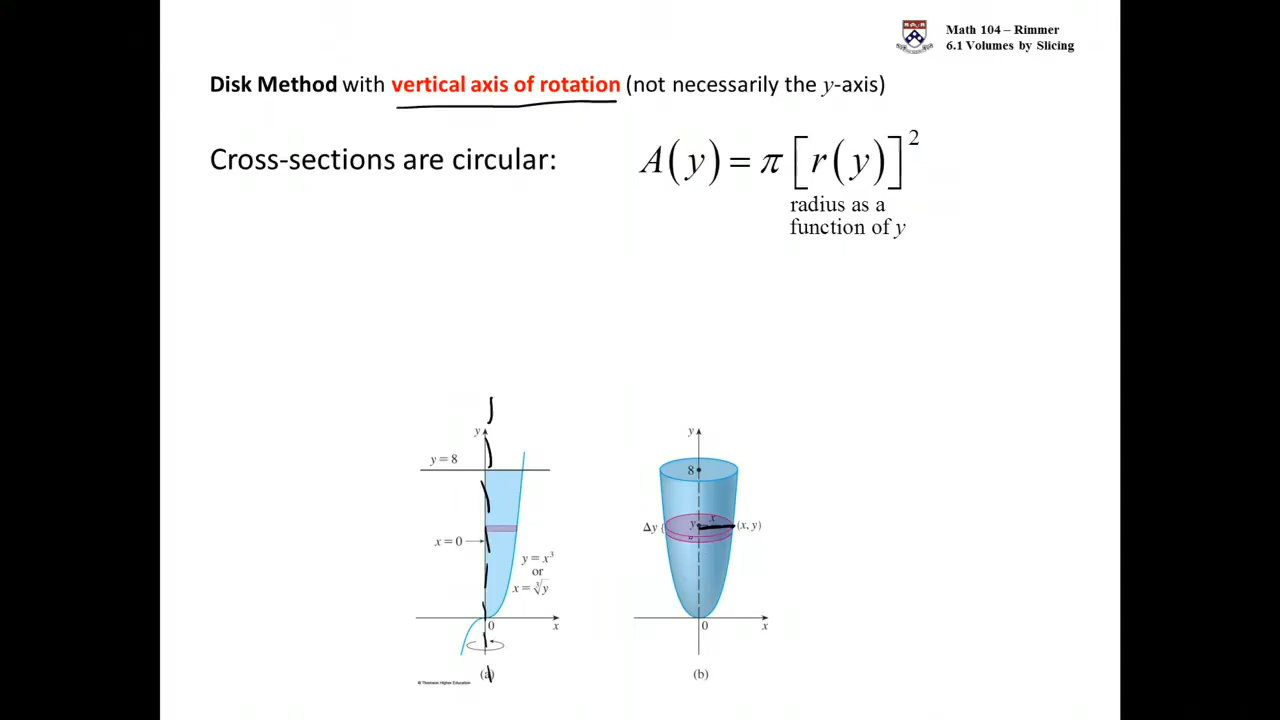 Math 104 – Rimmer
6.1 Volumes by Slicing
Disk Method with vertical axis of rotation (not necessarily the y-axis)
Cross-sections are circular:
A(y) = π[r(y)]²
radius as a
function of y
y
y = 8
x = 0
y = x³
or
x = ∛y
0
x
(a)
© Thomson Higher Education
y
8
Δy {
y
x
(x, y)
0
x
(b)